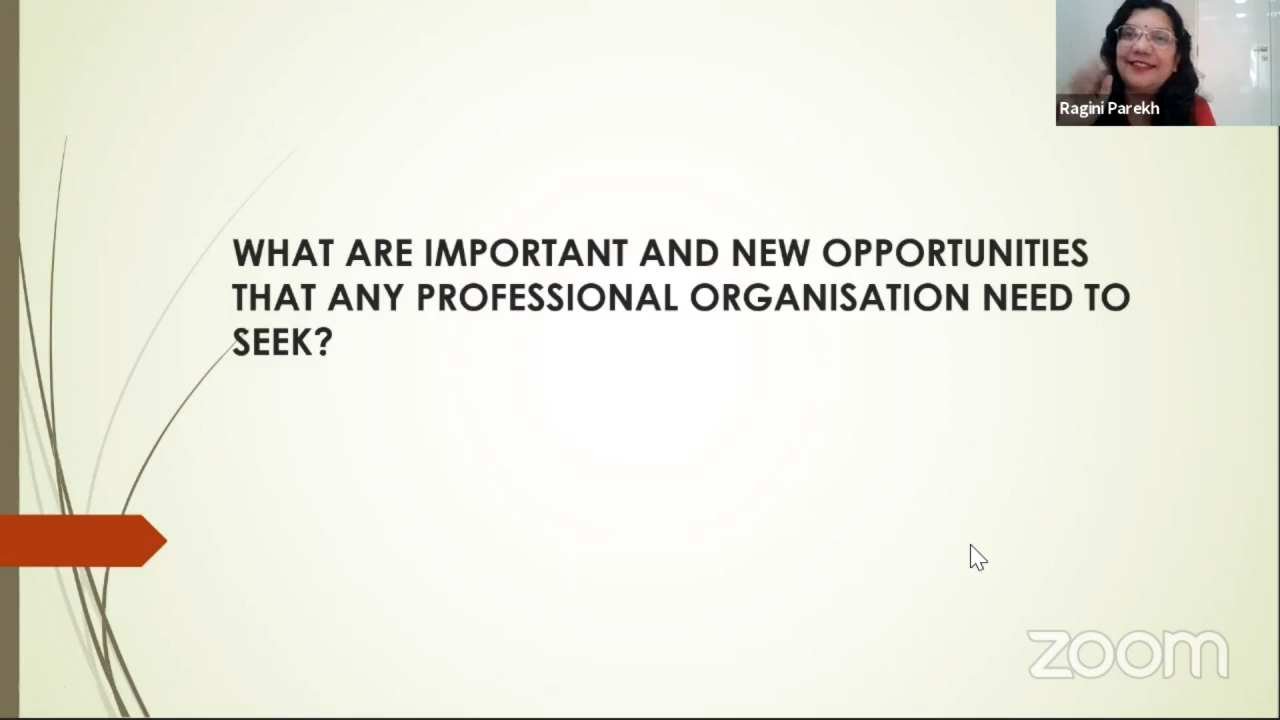 Ragini Parekh
WHAT ARE IMPORTANT AND NEW OPPORTUNITIES
THAT ANY PROFESSIONAL ORGANISATION NEED TO
SEEK?
zoom